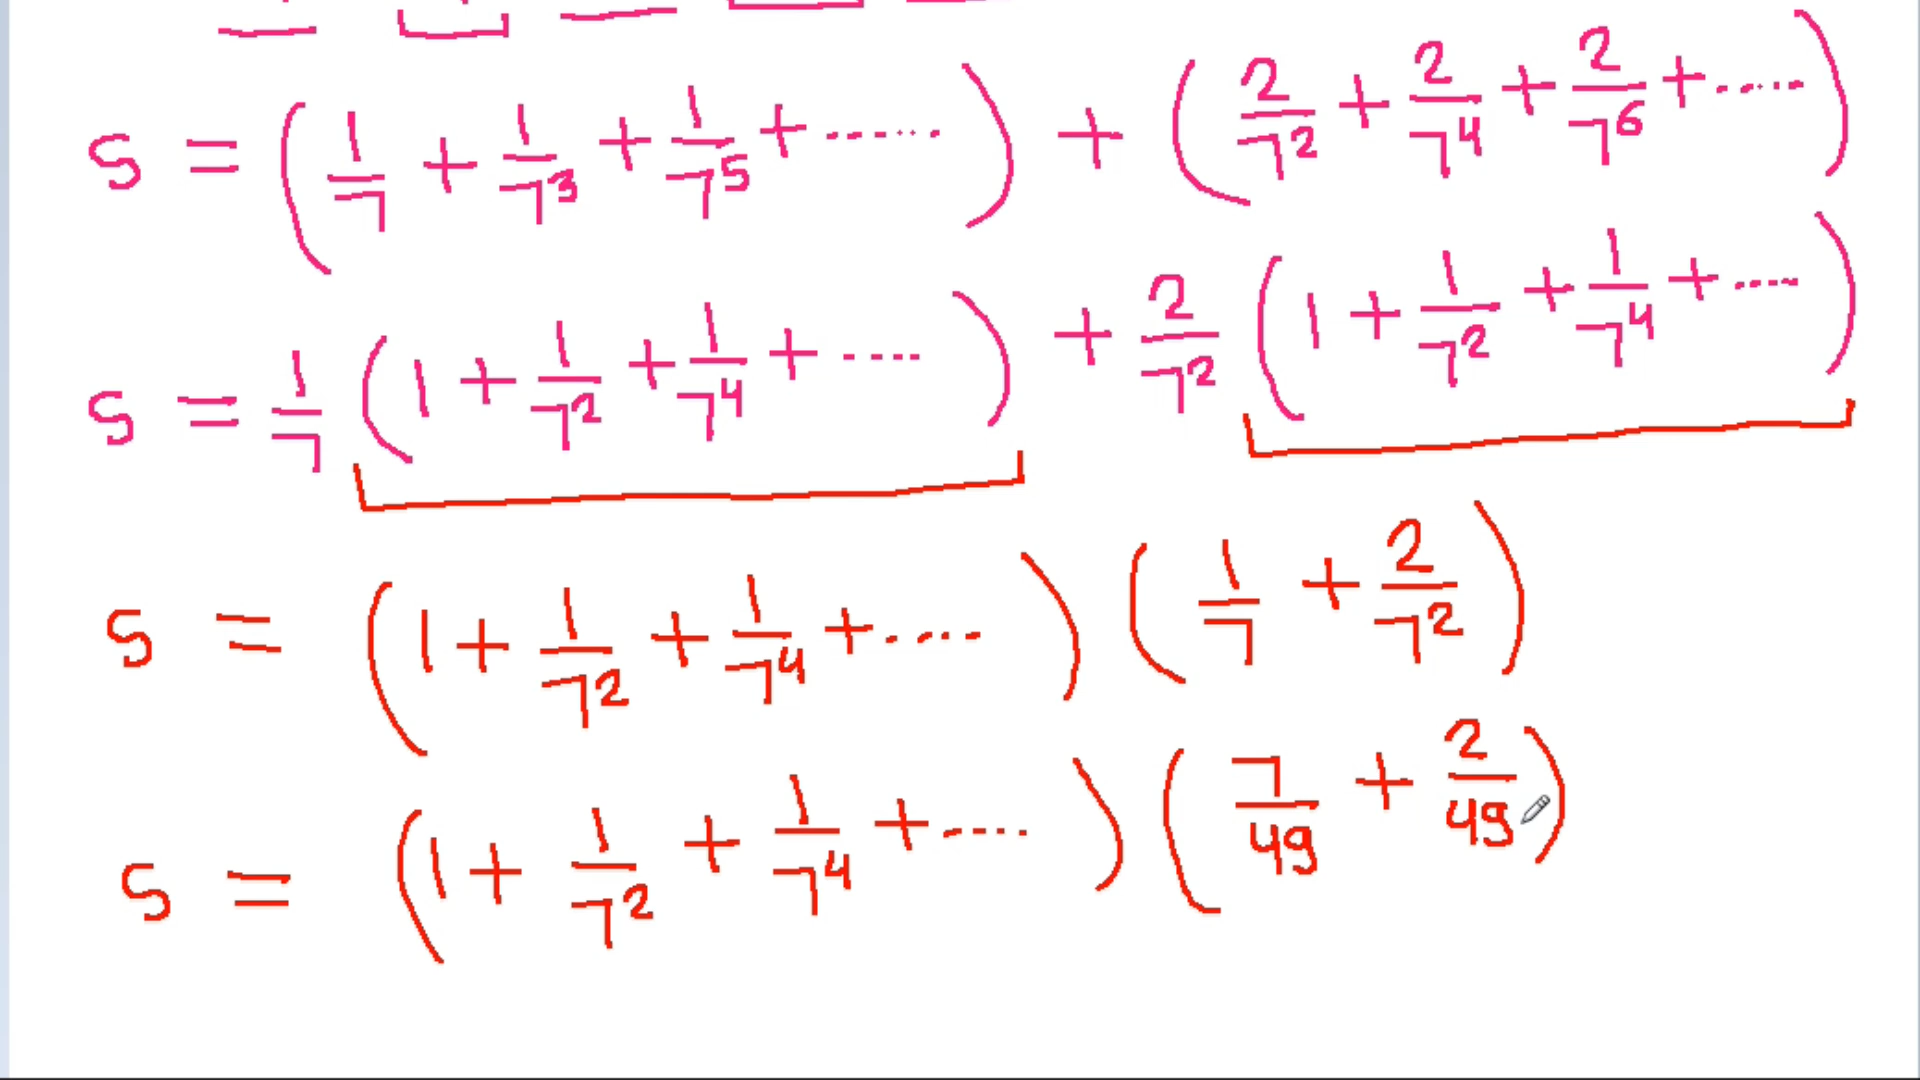 S = (1/7 + 1/7³ + 1/7⁵ + ......) + (2/7² + 2/7⁴ + 2/7⁶ + .....)
S = 1/7 (1 + 1/7² + 1/7⁴ + .....) + 2/7² (1 + 1/7² + 1/7⁴ + .....)
S = (1 + 1/7² + 1/7⁴ + .....) (1/7 + 2/7²)
S = (1 + 1/7² + 1/7⁴ + .....) (7/49 + 2/49)